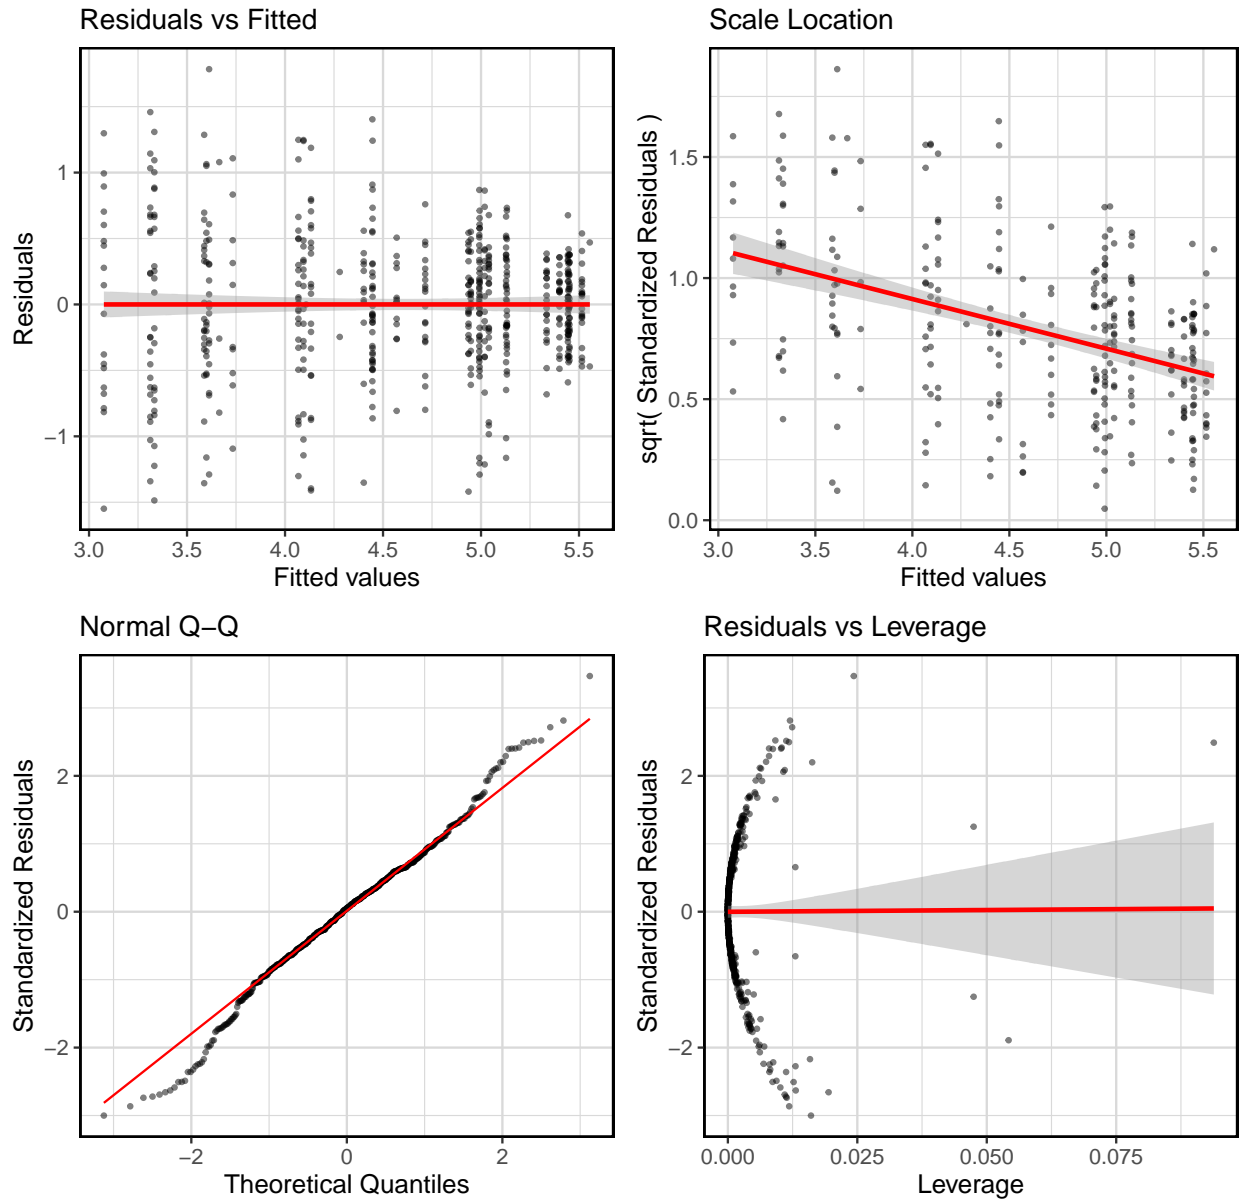 Residuals vs Fitted
Residuals
1
0
−1
3.0 3.5 4.0 4.5 5.0 5.5
Fitted values
Scale Location
sqrt( Standardized Residuals )
1.5
1.0
0.5
0.0
3.0 3.5 4.0 4.5 5.0 5.5
Fitted values
Normal Q−Q
Standardized Residuals
2
0
−2
−2 0 2
Theoretical Quantiles
Residuals vs Leverage
Standardized Residuals
2
0
−2
0.000 0.025 0.050 0.075
Leverage